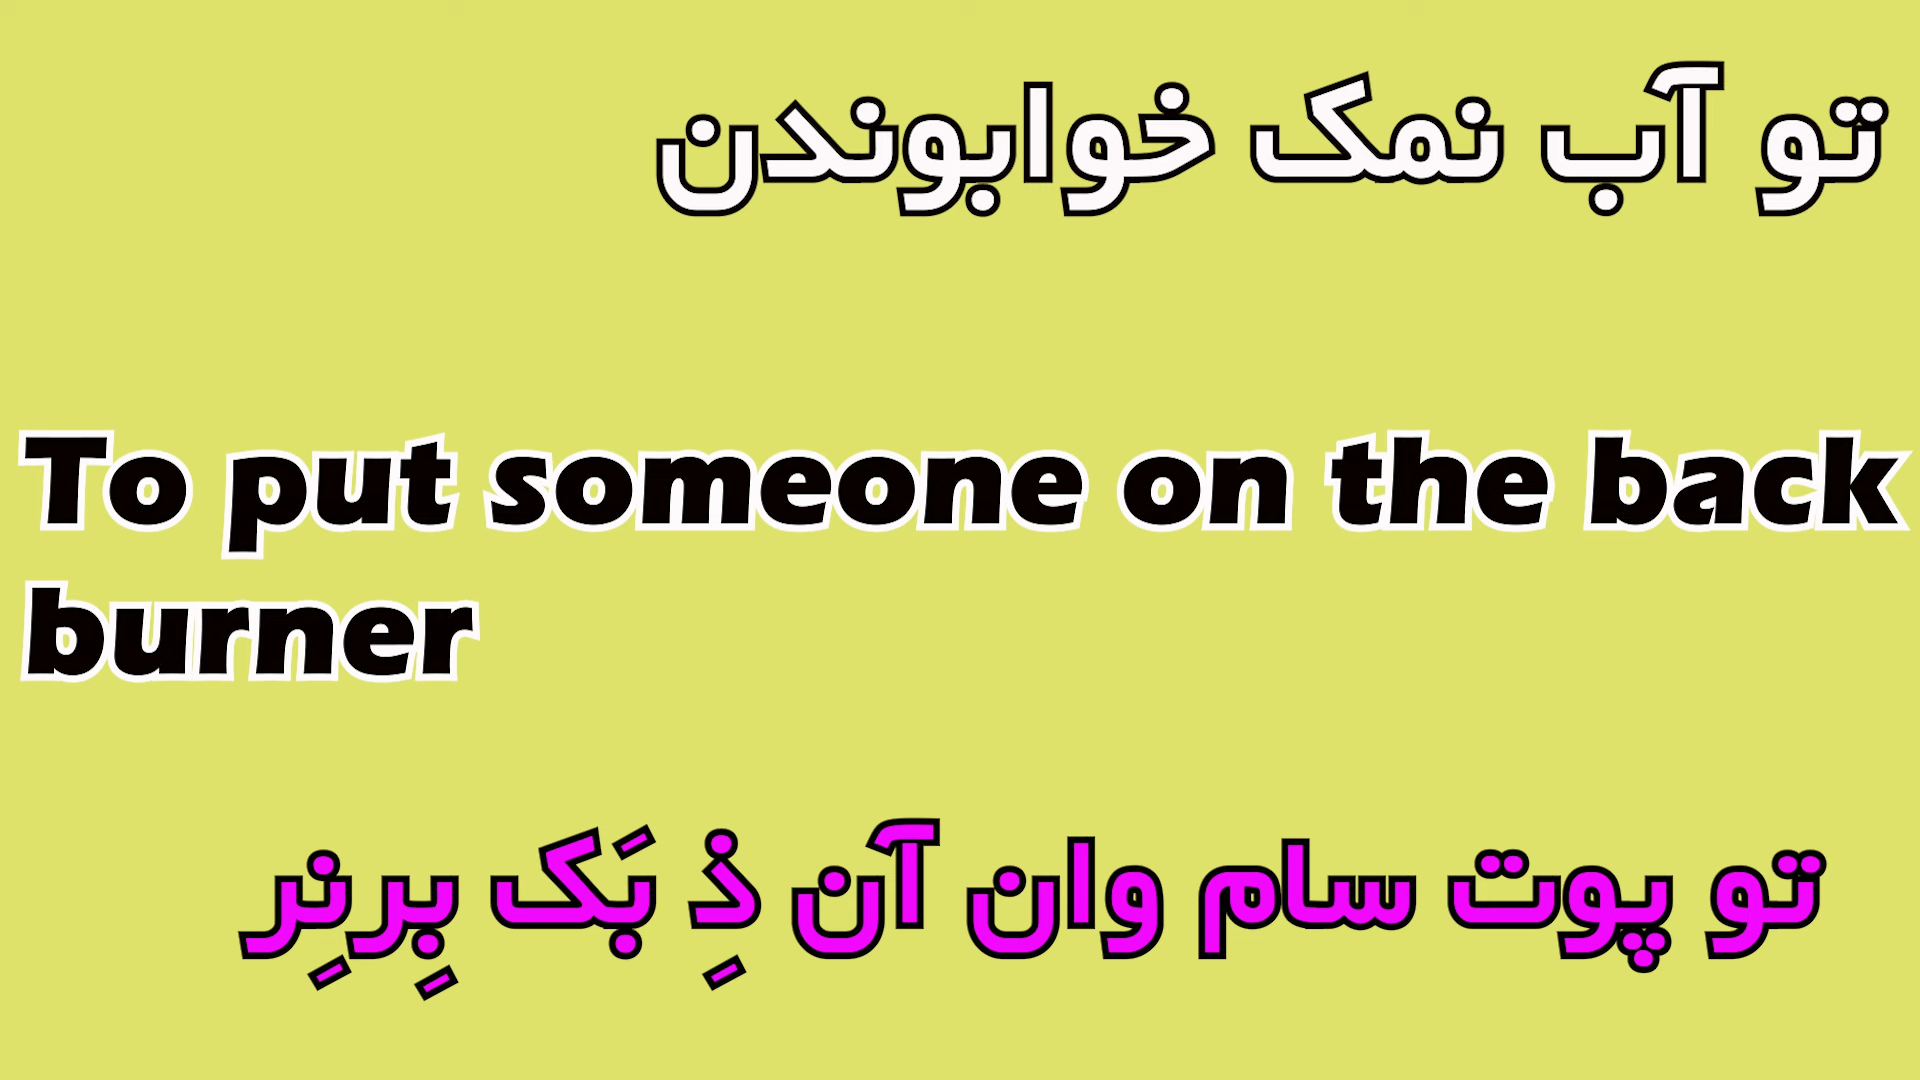 تو آب نمک خوابوندن
To put someone on the back
burner
تو پوت سام وان آن ذِ بَک بِرنِر